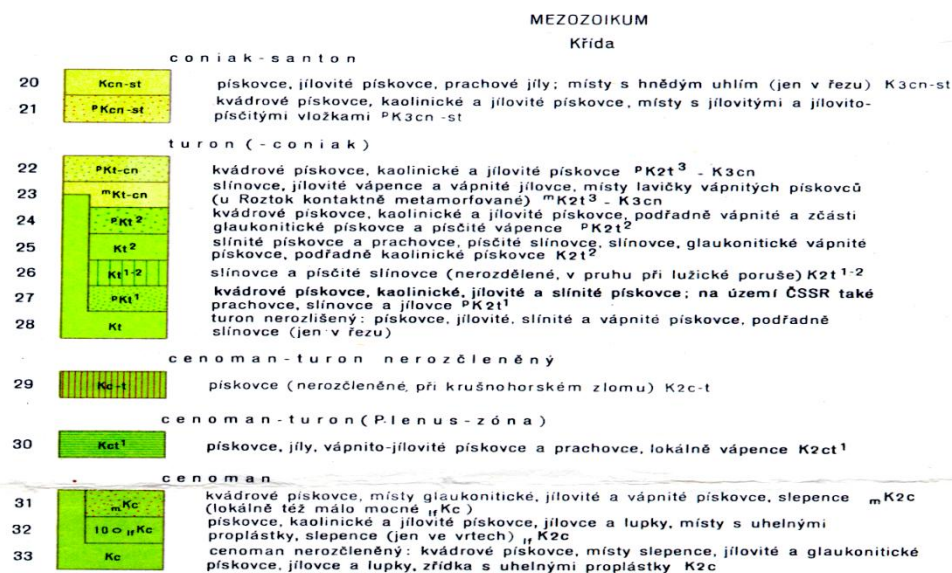 MEZOZOIKUM
Křída
coniak-santon
20 Kcn-st pískovce, jílovité pískovce, prachové jíly; místy s hnědým uhlím (jen v řezu) K3cn-st
21 ᴾKcn-st kvádrové pískovce, kaolinické a jílovité pískovce, místy s jílovitými a jílovito-
písčitými vložkami ᴾK3cn-st
turon (-coniak)
22 ᴾKt-cn kvádrové pískovce, kaolinické a jílovité pískovce ᴾK2t³ - K3cn
23 ᵐKt-cn slínovce, jílovité vápence a vápnité jílovce, místy lavičky vápnitých pískovců
(u Roztok kontaktně metamorfované) ᵐK2t³ - K3cn
24 ᴾKt² kvádrové pískovce, kaolinické a jílovité pískovce, podřadně vápnité a zčásti
glaukonitické pískovce a písčité vápence ᴾK2t²
25 Kt² slínité pískovce a prachovce, písčité slínovce, slínovce, glaukonitické vápnité
pískovce, podřadně kaolinické pískovce K2t²
26 Kt¹⁻² slínovce a písčité slínovce (nerozdělené, v pruhu při lužické poruše) K2t¹⁻²
27 ᴾKt¹ kvádrové pískovce, kaolinické, jílovité a slínité pískovce; na území ČSSR také
prachovce, slínovce a jílovce ᴾK2t¹
28 Kt turon nerozlišený: pískovce, jílovité, slínité a vápnité pískovce, podřadně
slínovce (jen v řezu)
cenoman-turon nerozčleněný
29 Kc-t pískovce (nerozčleněné, při krušnohorském zlomu) K2c-t
cenoman-turon (Plenus-zóna)
30 Kct¹ pískovce, jíly, vápnito-jílovité pískovce a prachovce, lokálně vápence K2ct¹
cenoman
31 ₘKc kvádrové pískovce, místy glaukonitické, jílovité a vápnité pískovce, slepence ₘK2c
(lokálně též málo mocné lfKc)
32 10 lfKc pískovce, kaolinické a jílovité pískovce, jílovce a lupky, místy s uhelnými
proplástky, slepence (jen ve vrtech) lfK2c
33 Kc cenoman nerozčleněný: kvádrové pískovce, místy slepence, jílovité a glaukonitické
pískovce, jílovce a lupky, zřídka s uhelnými proplástky K2c